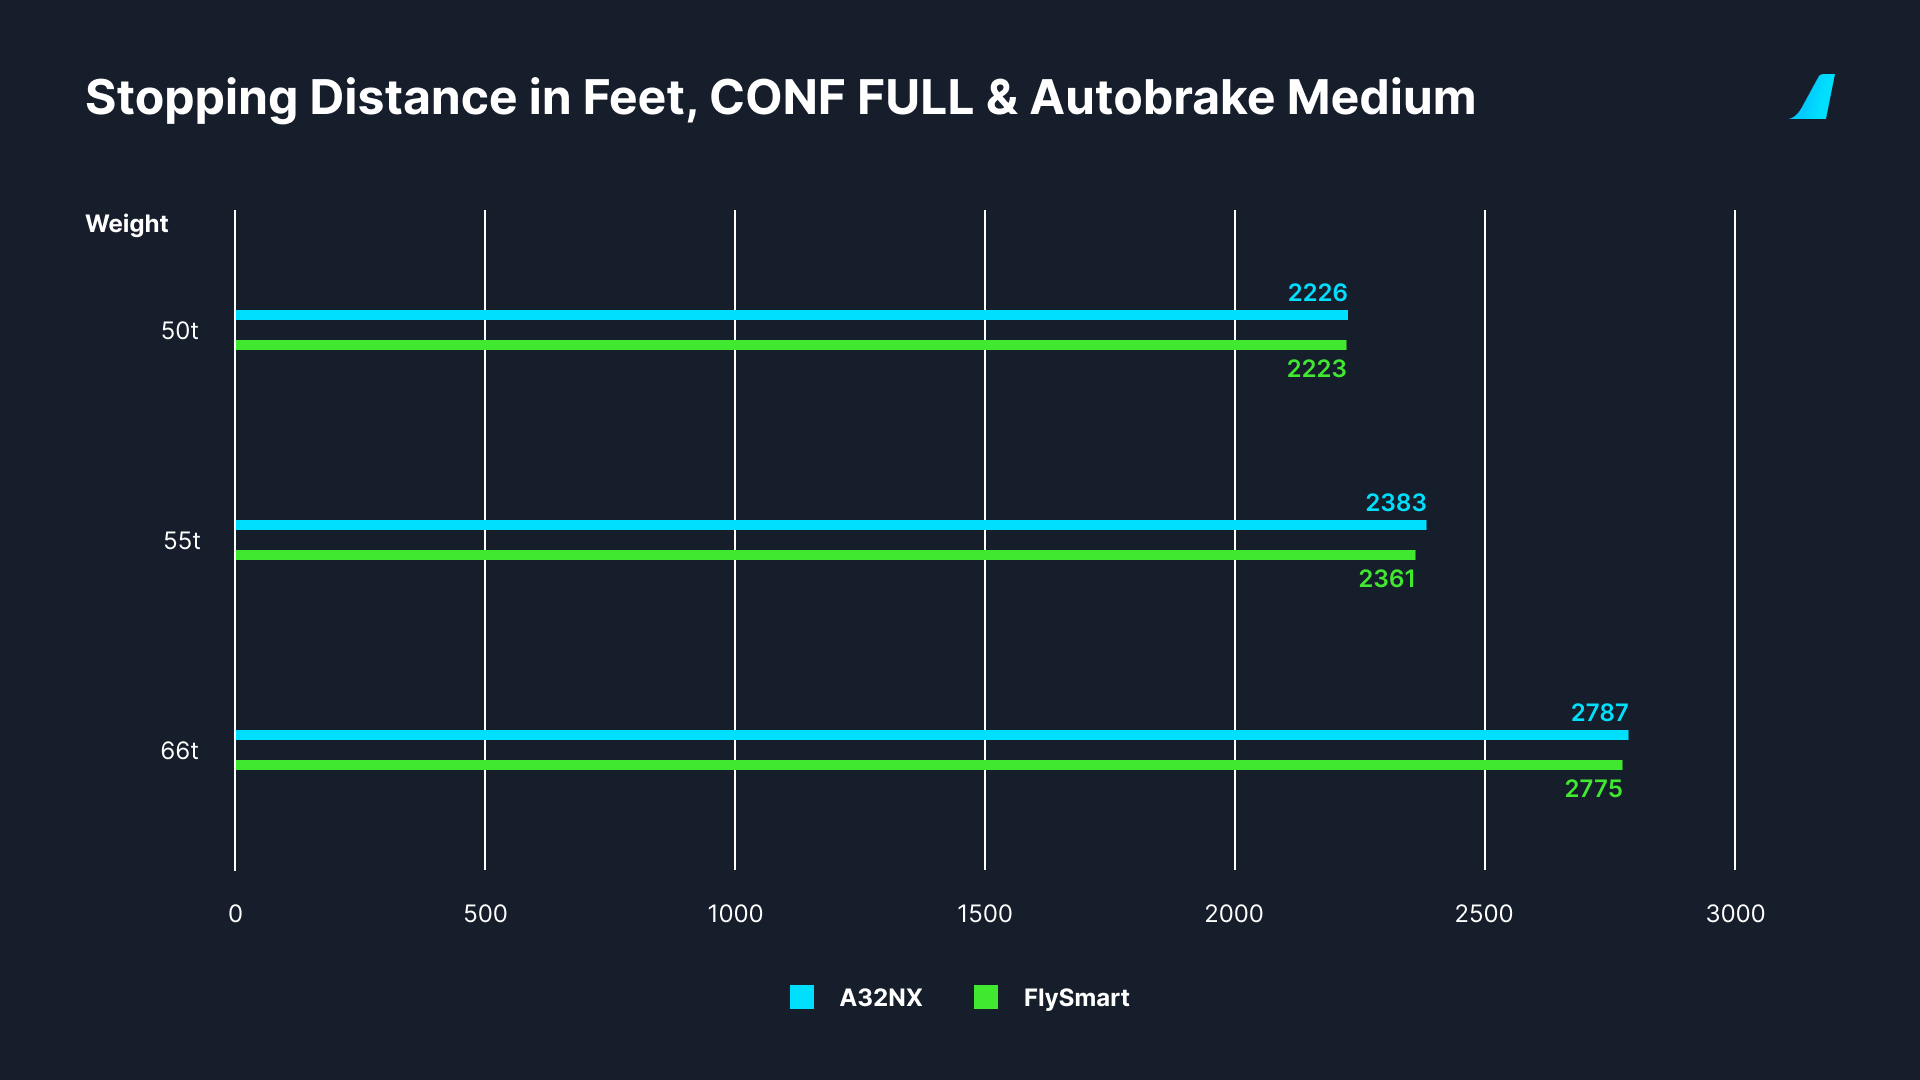 Stopping Distance in Feet, CONF FULL & Autobrake Medium
Weight
2226
50t
2223
2383
55t
2361
2787
66t
2775
0 500 1000 1500 2000 2500 3000
A32NX FlySmart